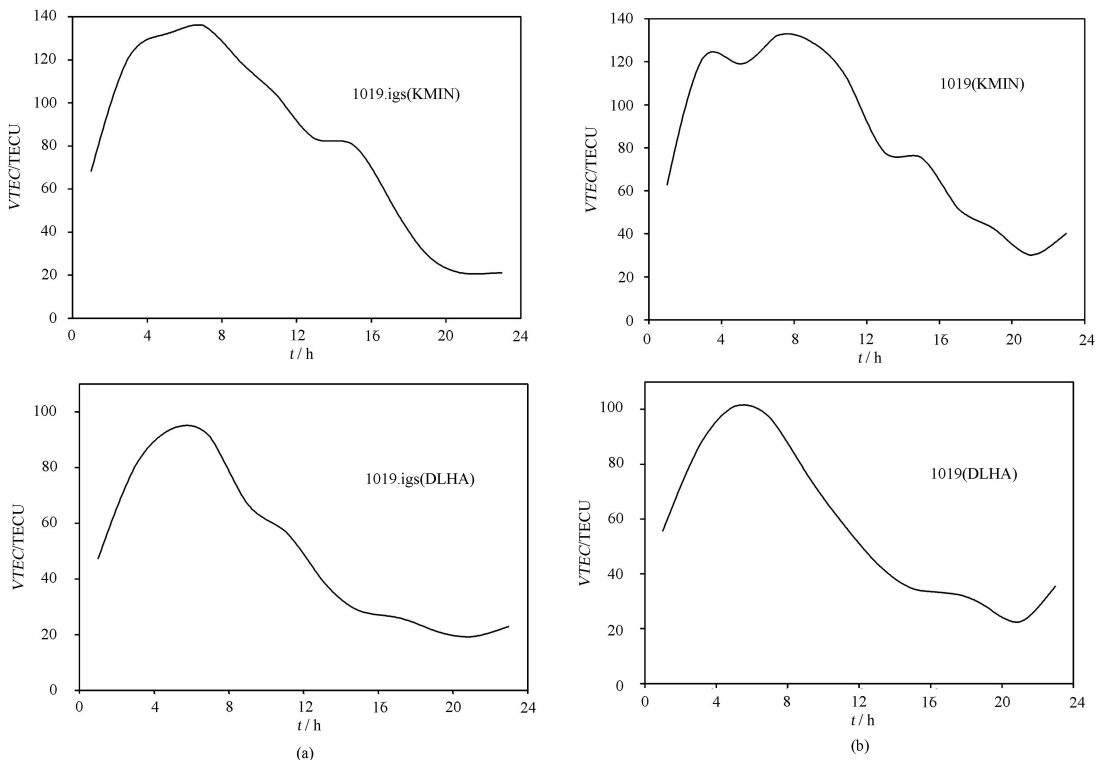 140
120
100
80
60
40
20
0
VTEC/TECU
1019.igs(KMIN)
0 4 8 12 16 20 24
t / h
140
120
100
80
60
40
20
0
VTEC/TECU
1019(KMIN)
0 4 8 12 16 20 24
t / h
100
80
60
40
20
0
VTEC/TECU
1019.igs(DLHA)
0 4 8 12 16 20 24
t / h
(a)
100
80
60
40
20
0
VTEC/TECU
1019(DLHA)
0 4 8 12 16 20 24
t / h
(b)